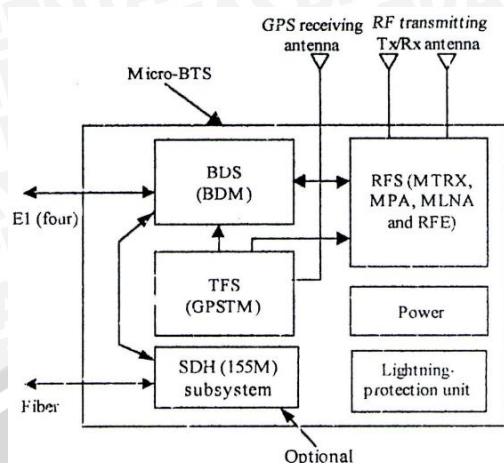 GPS receiving
antenna
RF transmitting
Tx/Rx antenna
Micro-BTS
BDS
(BDM)
RFS (MTRX,
MPA, MLNA
and RFE)
E1 (four)
TFS
(GPSTM)
Power
SDH (155M)
subsystem
Lightning-
protection unit
Fiber
Optional